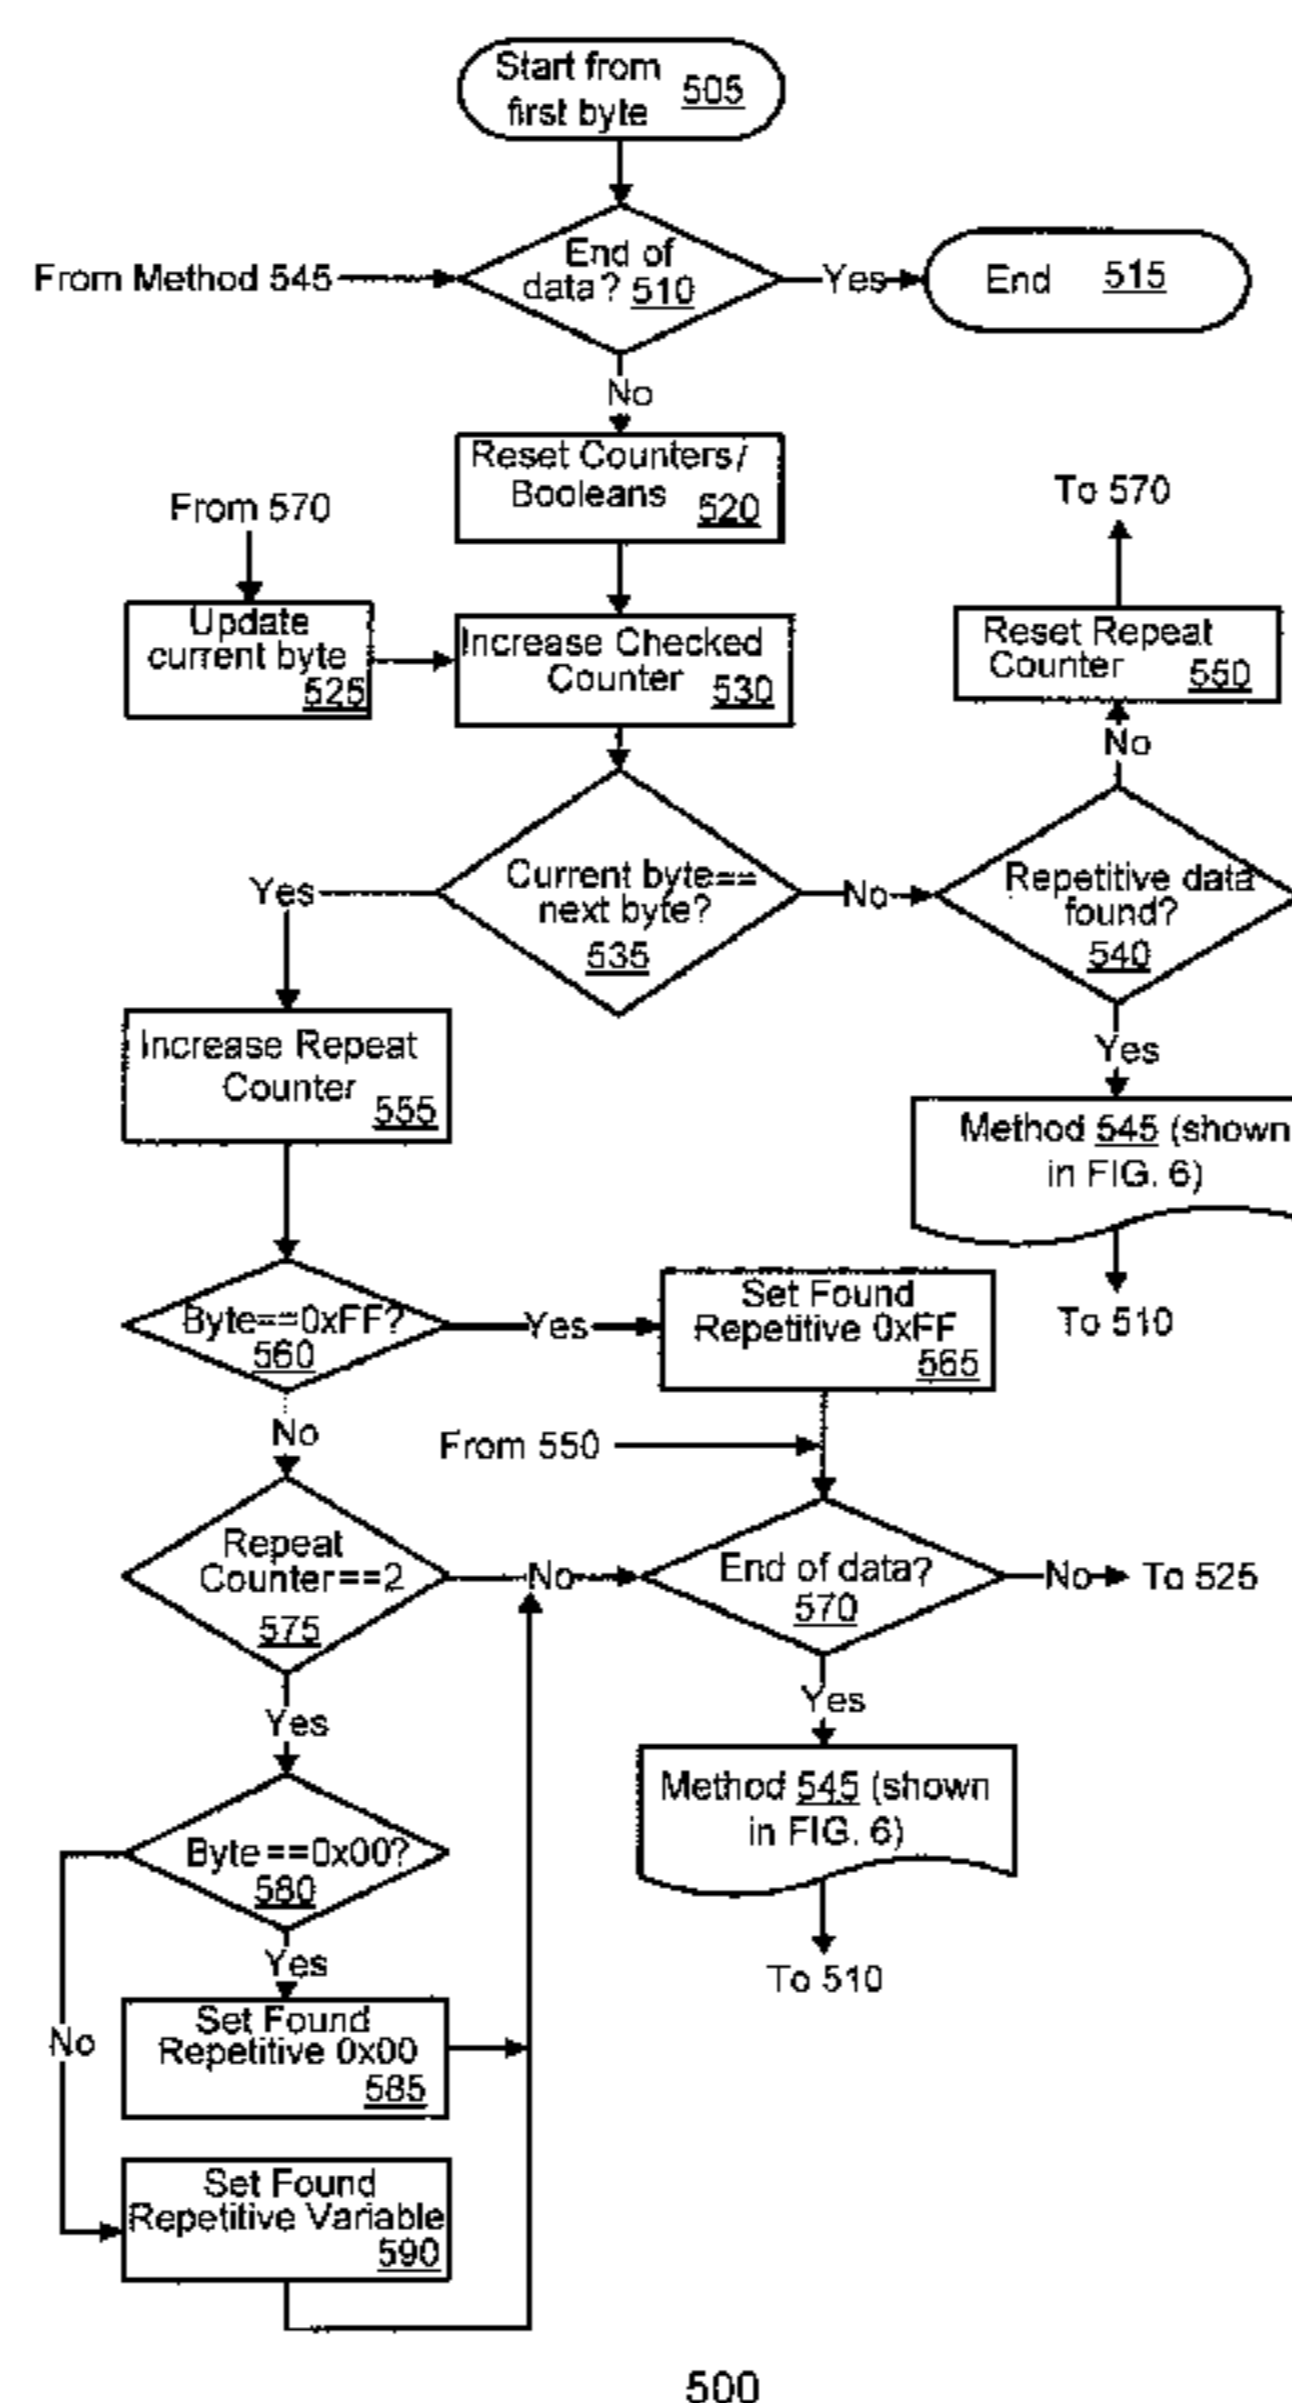 Start from
first byte 505
From Method 545
End of
data? 510
Yes
End 515
No
Reset Counters/
Booleans 520
From 570
To 570
Update
current byte
525
Increase Checked
Counter 530
Reset Repeat
Counter 550
No
Current byte==
next byte?
535
Yes
No
Repetitive data
found?
540
Increase Repeat
Counter 555
Yes
Method 545 (shown
in FIG. 6)
To 510
Byte==0xFF?
560
Yes
Set Found
Repetitive 0xFF
565
No
From 550
Repeat
Counter==2
575
No
End of data?
570
No
To 525
Yes
Yes
Method 545 (shown
in FIG. 6)
To 510
Byte==0x00?
580
Yes
No
Set Found
Repetitive 0x00
585
Set Found
Repetitive Variable
590
500